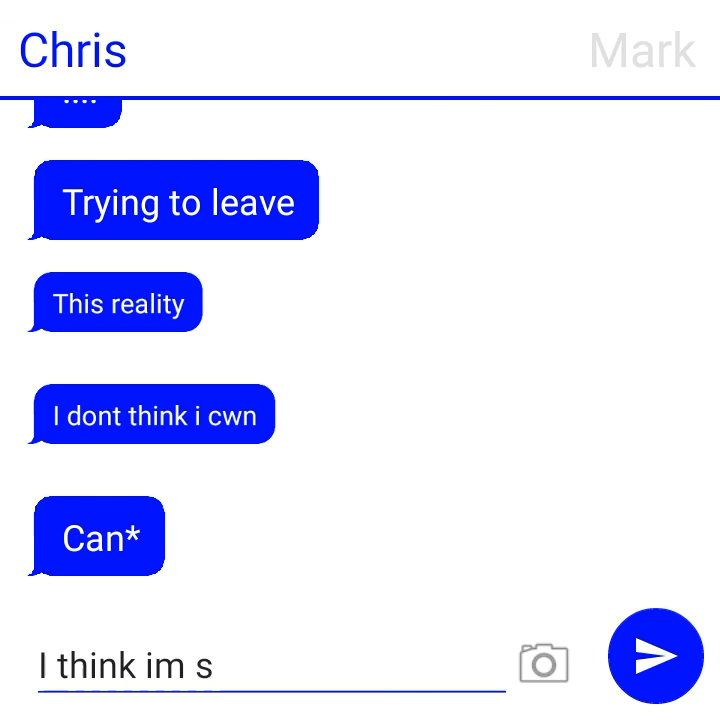 Chris
Mark
....
Trying to leave
This reality
I dont think i cwn
Can*
I think im s